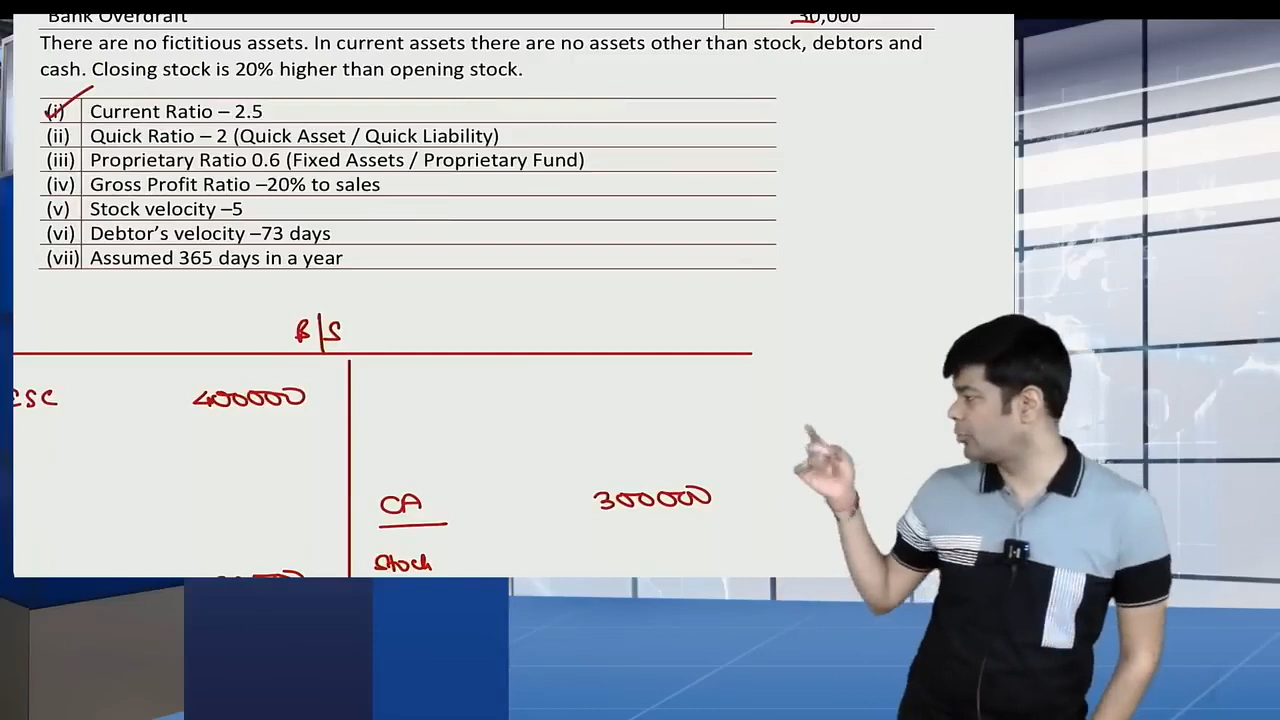 Bank Overdraft 30,000
There are no fictitious assets. In current assets there are no assets other than stock, debtors and
cash. Closing stock is 20% higher than opening stock.
(i) Current Ratio – 2.5
(ii) Quick Ratio – 2 (Quick Asset / Quick Liability)
(iii) Proprietary Ratio 0.6 (Fixed Assets / Proprietary Fund)
(iv) Gross Profit Ratio –20% to sales
(v) Stock velocity –5
(vi) Debtor's velocity –73 days
(vii) Assumed 365 days in a year
B/S
ESC 400000
CA 300000
Stock